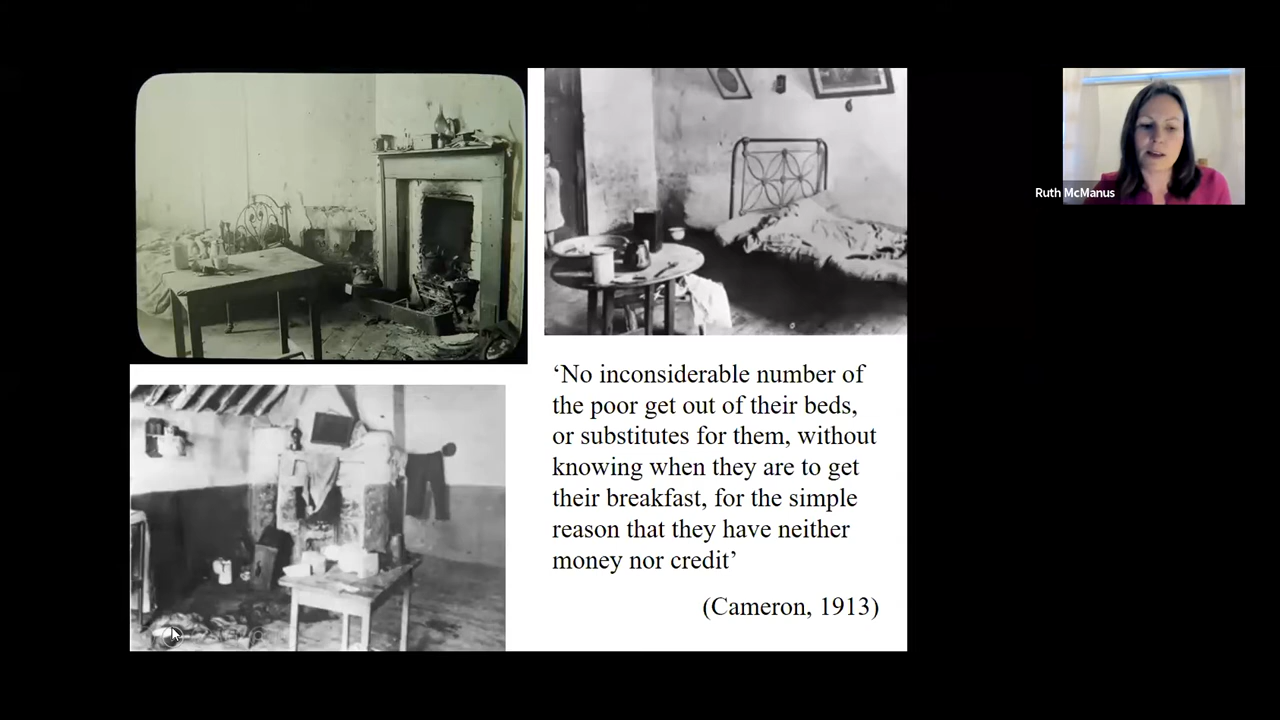 Ruth McManus
‘No inconsiderable number of
the poor get out of their beds,
or substitutes for them, without
knowing when they are to get
their breakfast, for the simple
reason that they have neither
money nor credit’
(Cameron, 1913)